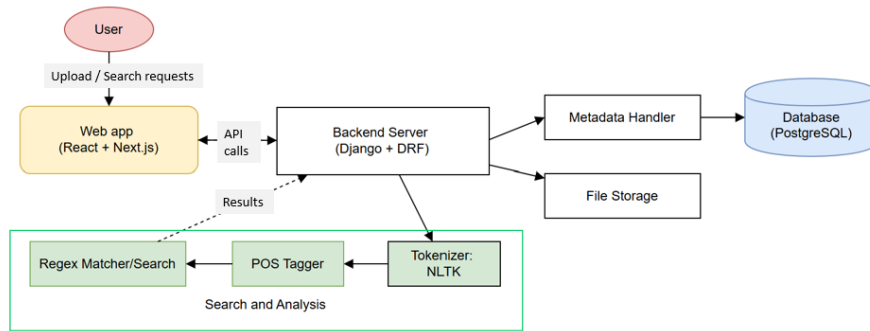 User
Upload / Search requests
Web app
(React + Next.js)
API
calls
Backend Server
(Django + DRF)
Metadata Handler
Database
(PostgreSQL)
File Storage
Results
Regex Matcher/Search
POS Tagger
Tokenizer:
NLTK
Search and Analysis